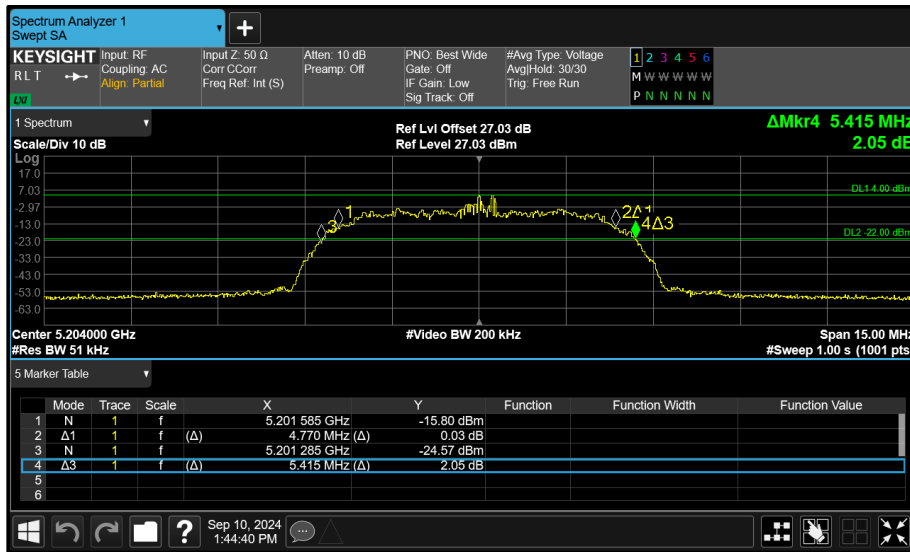 Spectrum Analyzer 1
Swept SA
+
KEYSIGHT
RLT
LXI
Input: RF
Coupling: AC
Align: Partial
Input Z: 50 Ω
Corr CCorr
Freq Ref: Int (S)
Atten: 10 dB
Preamp: Off
PNO: Best Wide
Gate: Off
IF Gain: Low
Sig Track: Off
#Avg Type: Voltage
Avg|Hold: 30/30
Trig: Free Run
1 2 3 4 5 6
M W W W W W
P N N N N N
1 Spectrum
Scale/Div 10 dB
Ref Lvl Offset 27.03 dB
Ref Level 27.03 dBm
ΔMkr4 5.415 MHz
2.05 dB
Log
17.0
7.03
-2.97
-13.0
-23.0
-33.0
-43.0
-53.0
-63.0
DL1 4.00 dBm
DL2 -22.00 dBm
1
3
2Δ1
4Δ3
Center 5.204000 GHz
#Video BW 200 kHz
Span 15.00 MHz
#Res BW 51 kHz
#Sweep 1.00 s (1001 pts
5 Marker Table
Mode Trace Scale X Y Function Function Width Function Value
1 N 1 f 5.201 585 GHz -15.80 dBm
2 Δ1 1 f (Δ) 4.770 MHz (Δ) 0.03 dB
3 N 1 f 5.201 285 GHz -24.57 dBm
4 Δ3 1 f (Δ) 5.415 MHz (Δ) 2.05 dB
5
6
?
Sep 10, 2024
1:44:40 PM